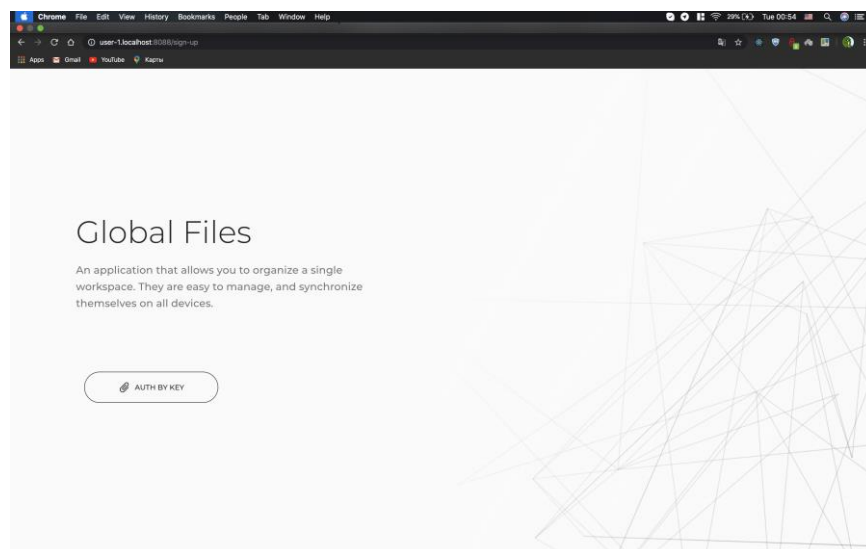 Chrome File Edit View History Bookmarks People Tab Window Help 29% Tue 00:54
user-1.localhost:8088/sign-up
Apps Gmail YouTube Карты
Global Files
An application that allows you to organize a single
workspace. They are easy to manage, and synchronize
themselves on all devices.
AUTH BY KEY